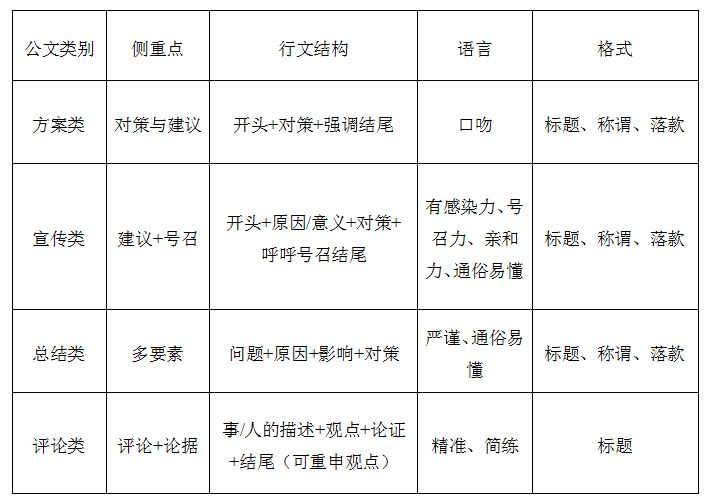 公文类别 侧重点 行文结构 语言 格式
方案类 对策与建议 开头+对策+强调结尾 口吻 标题、称谓、落款
宣传类 建议+号召 开头+原因/意义+对策+
呼呼号召结尾 有感染力、号
召力、亲和
力、通俗易懂 标题、称谓、落款
总结类 多要素 问题+原因+影响+对策 严谨、通俗易
懂 标题、称谓、落款
评论类 评论+论据 事/人的描述+观点+论证
+结尾（可重申观点） 精准、简练 标题